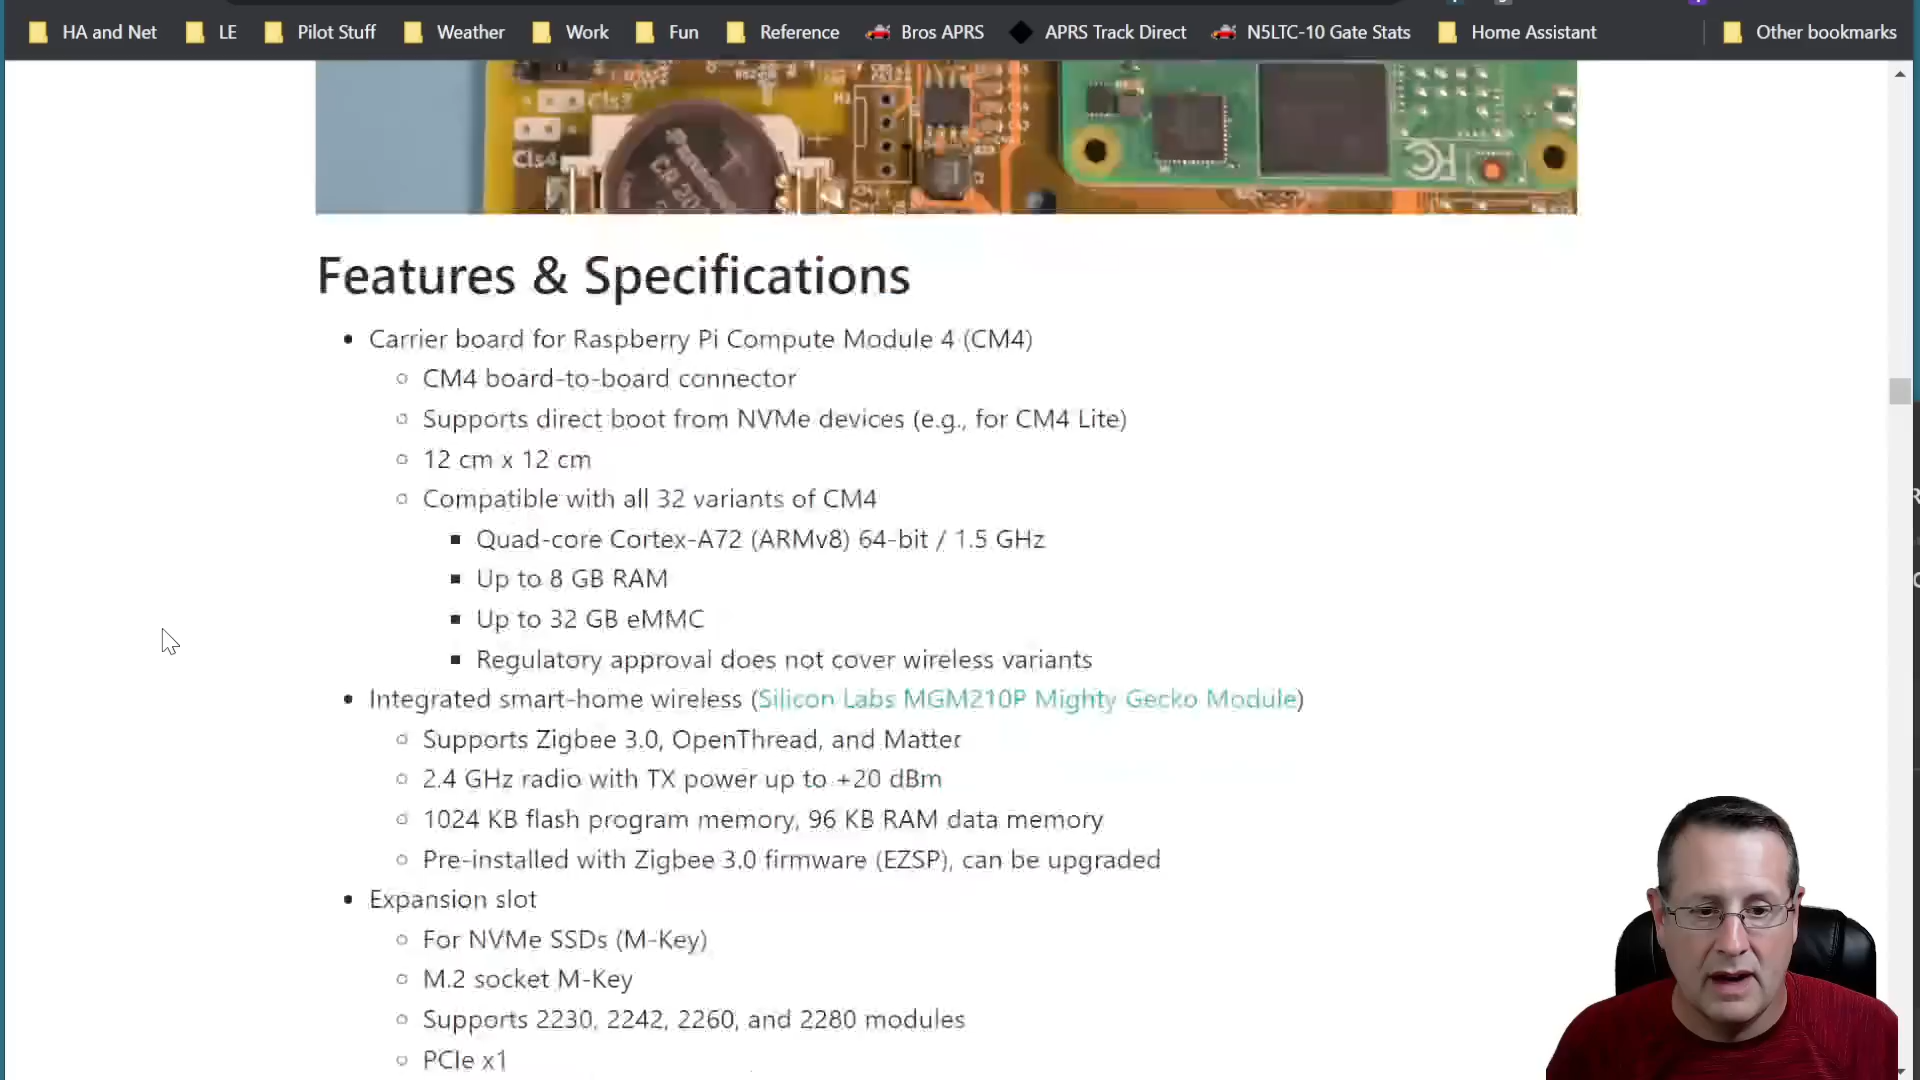 HA and Net LE Pilot Stuff Weather Work Fun Reference Bros APRS APRS Track Direct N5LTC-10 Gate Stats Home Assistant Other bookmarks
Cls3
Cls4
Features & Specifications
• Carrier board for Raspberry Pi Compute Module 4 (CM4)
○ CM4 board-to-board connector
○ Supports direct boot from NVMe devices (e.g., for CM4 Lite)
○ 12 cm x 12 cm
○ Compatible with all 32 variants of CM4
▪ Quad-core Cortex-A72 (ARMv8) 64-bit / 1.5 GHz
▪ Up to 8 GB RAM
▪ Up to 32 GB eMMC
▪ Regulatory approval does not cover wireless variants
• Integrated smart-home wireless (Silicon Labs MGM210P Mighty Gecko Module)
○ Supports Zigbee 3.0, OpenThread, and Matter
○ 2.4 GHz radio with TX power up to +20 dBm
○ 1024 KB flash program memory, 96 KB RAM data memory
○ Pre-installed with Zigbee 3.0 firmware (EZSP), can be upgraded
• Expansion slot
○ For NVMe SSDs (M-Key)
○ M.2 socket M-Key
○ Supports 2230, 2242, 2260, and 2280 modules
○ PCIe x1